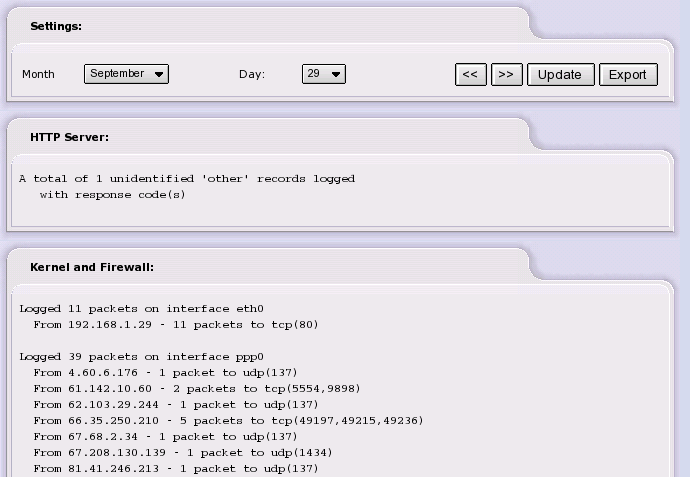 Settings:
Month September Day: 29 << >> Update Export
HTTP Server:
A total of 1 unidentified 'other' records logged
with response code(s)
Kernel and Firewall:
Logged 11 packets on interface eth0
From 192.168.1.29 - 11 packets to tcp(80)
Logged 39 packets on interface ppp0
From 4.60.6.176 - 1 packet to udp(137)
From 61.142.10.60 - 2 packets to tcp(5554,9898)
From 62.103.29.244 - 1 packet to udp(137)
From 66.35.250.210 - 5 packets to tcp(49197,49215,49236)
From 67.68.2.34 - 1 packet to udp(137)
From 67.208.130.139 - 1 packet to udp(1434)
From 81.41.246.213 - 1 packet to udp(137)